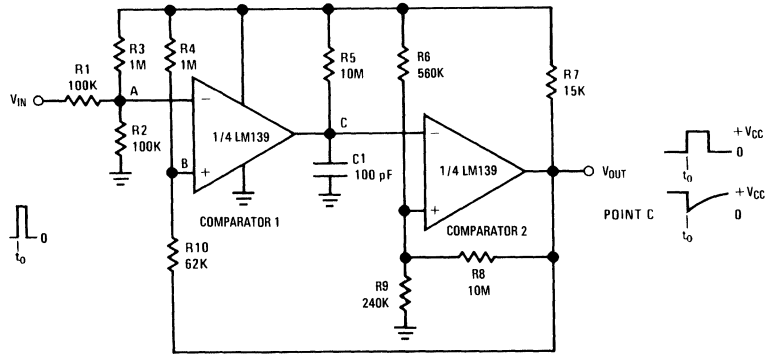 R3
1M
R4
1M
R5
10M
R6
560K
R7
15K
R1
100K
A
VIN
R2
100K
−
1/4 LM139
+
B
COMPARATOR 1
C
C1
100 pF
−
1/4 LM139
+
COMPARATOR 2
VOUT
+VCC
0
t0
POINT C
+VCC
0
t0
0
t0
R10
62K
R8
10M
R9
240K